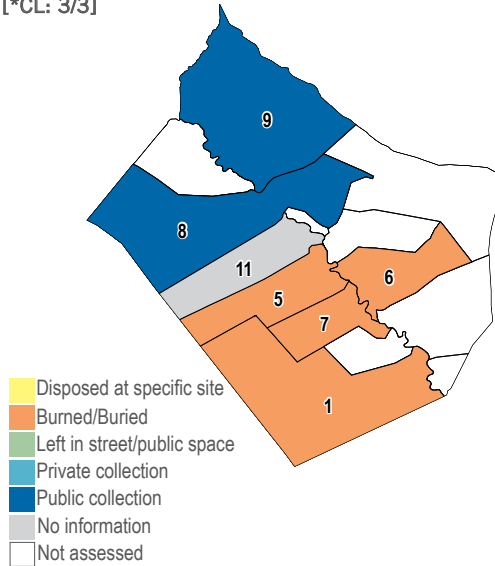 [*CL: 3/3]
9
8
11
6
5
7
1
Disposed at specific site
Burned/Buried
Left in street/public space
Private collection
Public collection
No information
Not assessed